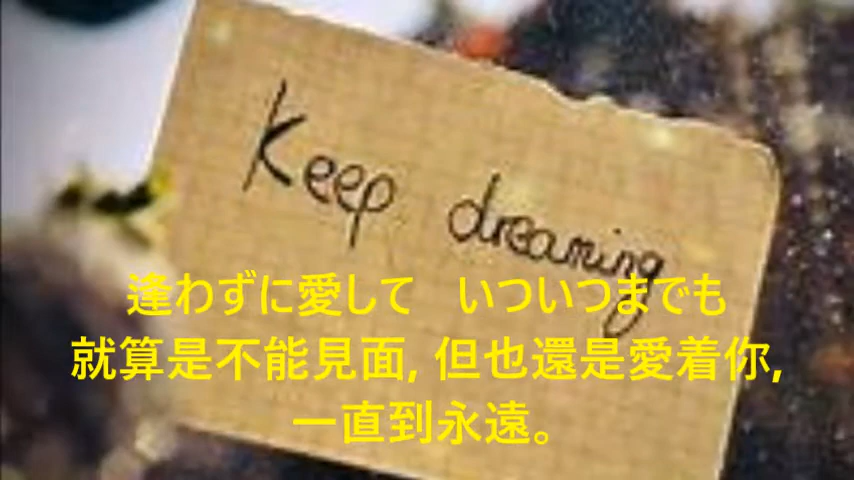 Keep dreaming
逢わずに愛して　いついつまでも
就算是不能見面, 但也還是愛着你,
一直到永遠。